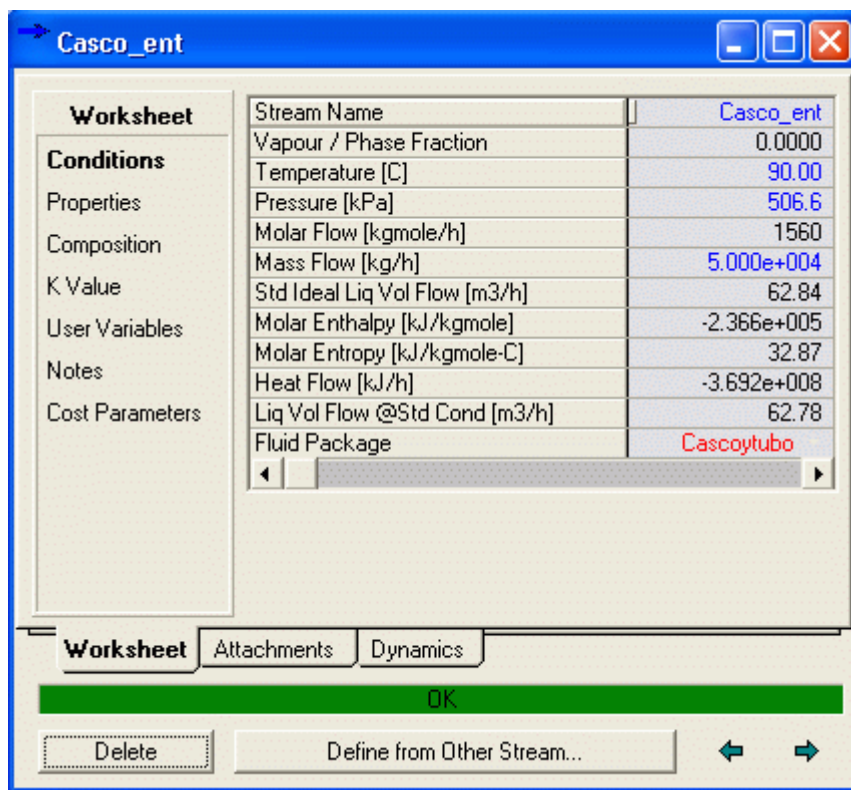 Casco_ent
Worksheet
Conditions
Properties
Composition
K Value
User Variables
Notes
Cost Parameters
Stream Name Casco_ent
Vapour / Phase Fraction 0.0000
Temperature [C] 90.00
Pressure [kPa] 506.6
Molar Flow [kgmole/h] 1560
Mass Flow [kg/h] 5.000e+004
Std Ideal Liq Vol Flow [m3/h] 62.84
Molar Enthalpy [kJ/kgmole] -2.366e+005
Molar Entropy [kJ/kgmole-C] 32.87
Heat Flow [kJ/h] -3.692e+008
Liq Vol Flow @Std Cond [m3/h] 62.78
Fluid Package Cascoytubo
Worksheet Attachments Dynamics
OK
Delete Define from Other Stream...